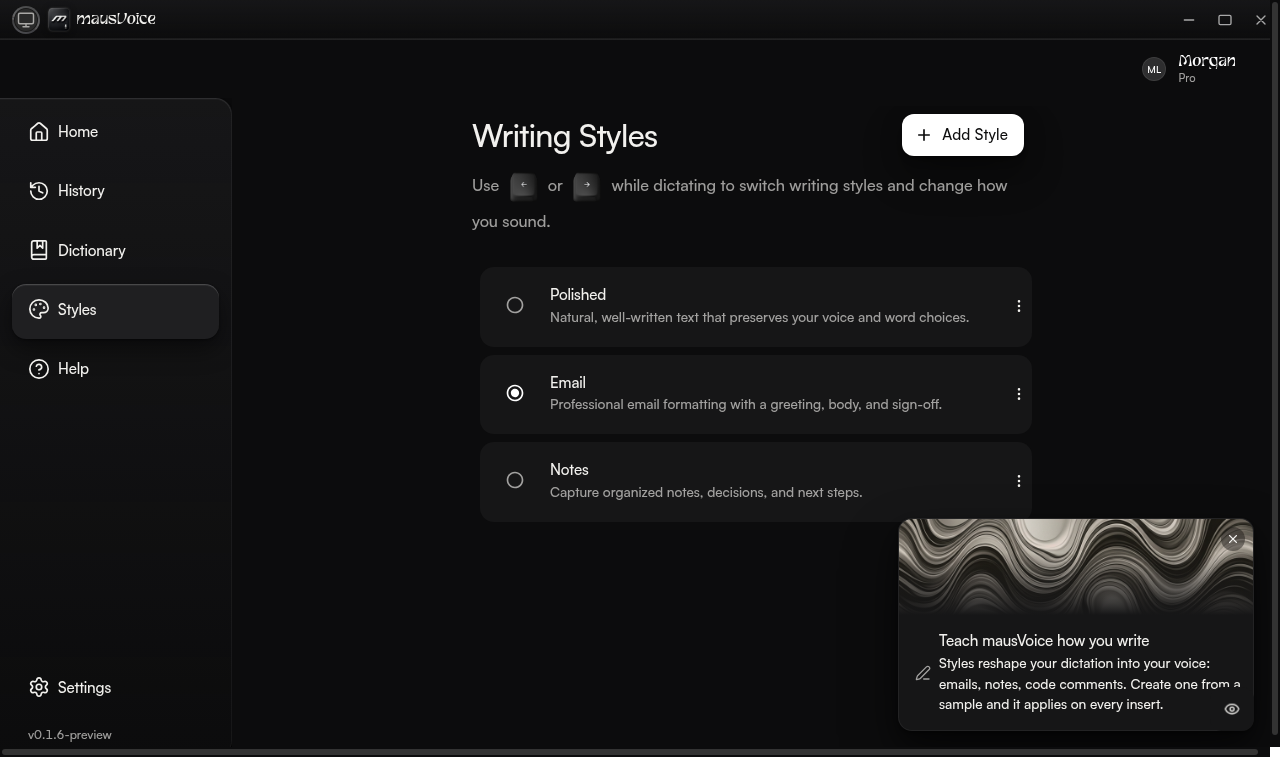 mausVoice
ML
Morgan
Pro
Home
History
Dictionary
Styles
Help
Settings
v0.1.6-preview
Writing Styles
Add Style
Use ← or → while dictating to switch writing styles and change how
you sound.
Polished
Natural, well-written text that preserves your voice and word choices.
Email
Professional email formatting with a greeting, body, and sign-off.
Notes
Capture organized notes, decisions, and next steps.
Teach mausVoice how you write
Styles reshape your dictation into your voice:
emails, notes, code comments. Create one from a
sample and it applies on every insert.